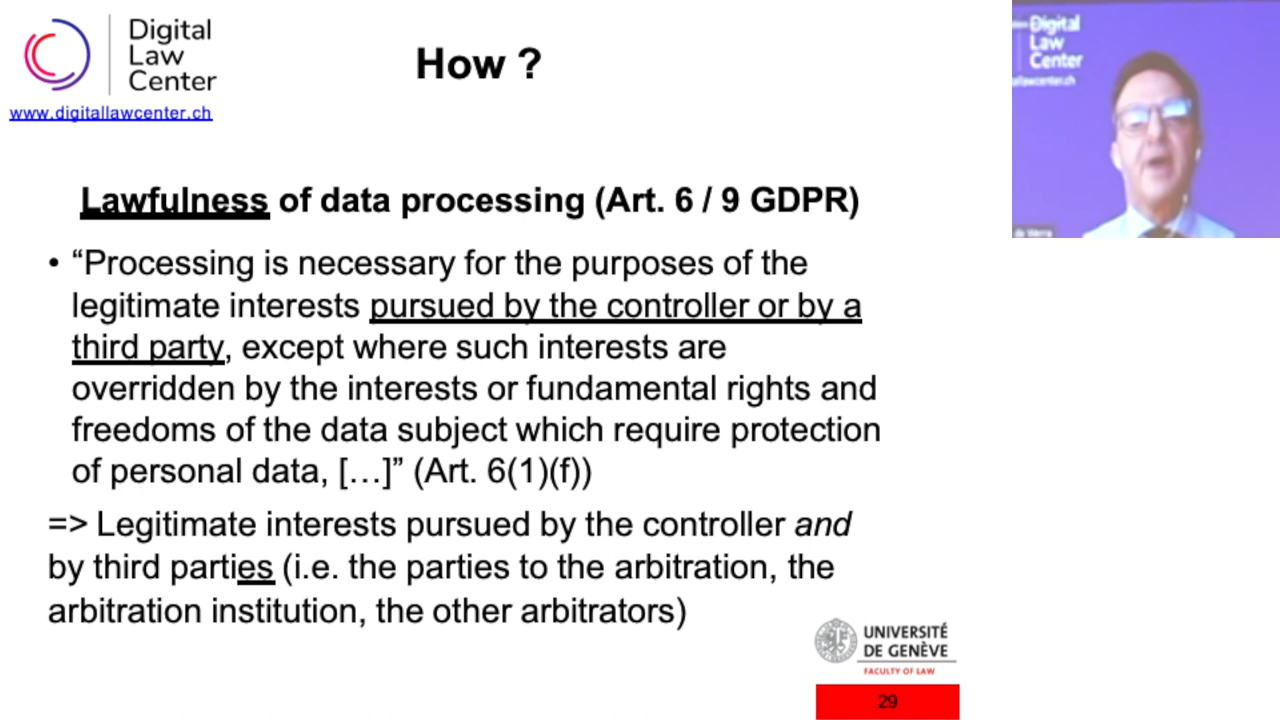 Digital
Law
Center
www.digitallawcenter.ch
How ?
Lawfulness of data processing (Art. 6 / 9 GDPR)
• “Processing is necessary for the purposes of the
legitimate interests pursued by the controller or by a
third party, except where such interests are
overridden by the interests or fundamental rights and
freedoms of the data subject which require protection
of personal data, […]” (Art. 6(1)(f))
=> Legitimate interests pursued by the controller and
by third parties (i.e. the parties to the arbitration, the
arbitration institution, the other arbitrators)
UNIVERSITÉ
DE GENÈVE
FACULTY OF LAW
29
Digital
Law
Center
de Werra